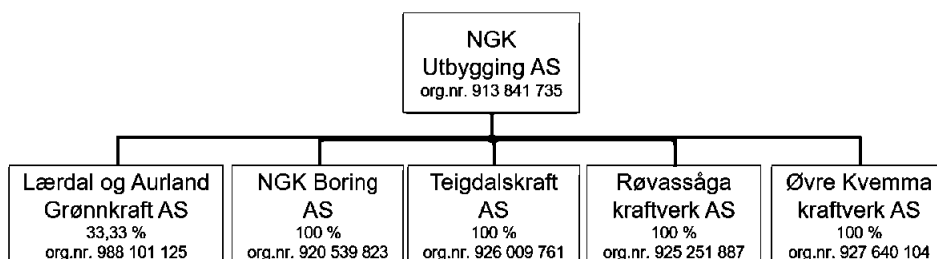 NGK
Utbygging AS
org.nr. 913 841 735
Lærdal og Aurland
Grønnkraft AS
33,33 %
org.nr. 988 101 125
NGK Boring
AS
100 %
org.nr. 920 539 823
Teigdalskraft
AS
100 %
org.nr. 926 009 761
Røvassåga
kraftverk AS
100 %
org.nr. 925 251 887
Øvre Kvemma
kraftverk AS
100 %
org.nr. 927 640 104